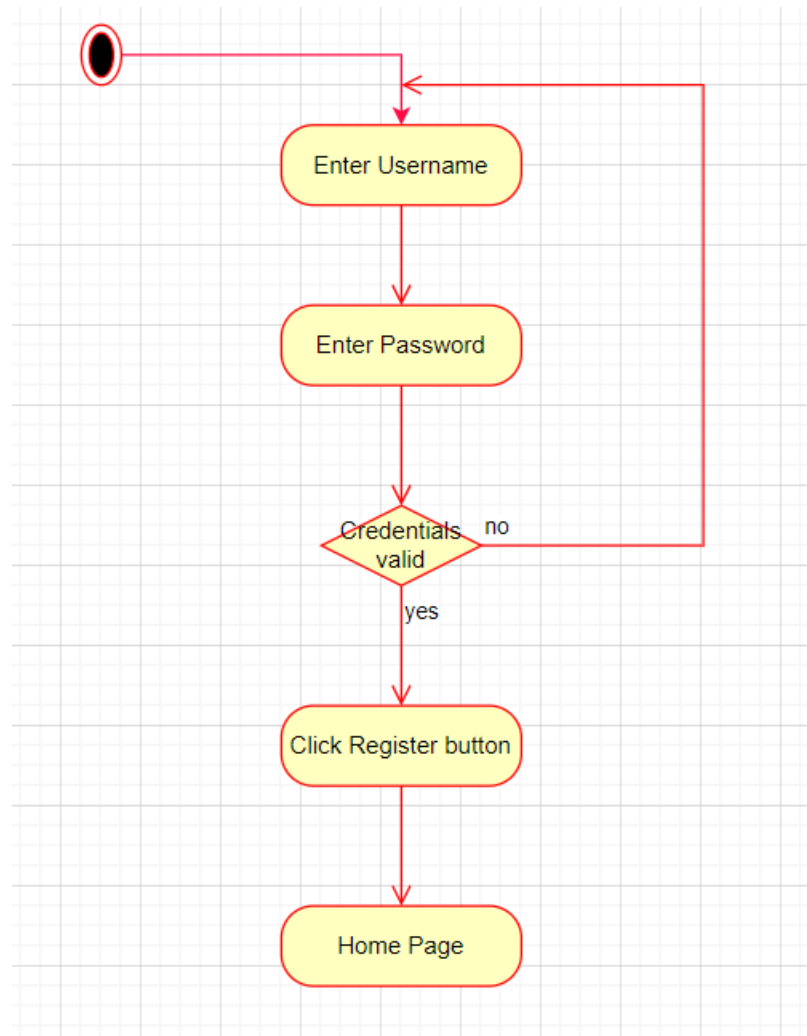 Enter Username
Enter Password
Credentials
valid
no
yes
Click Register button
Home Page